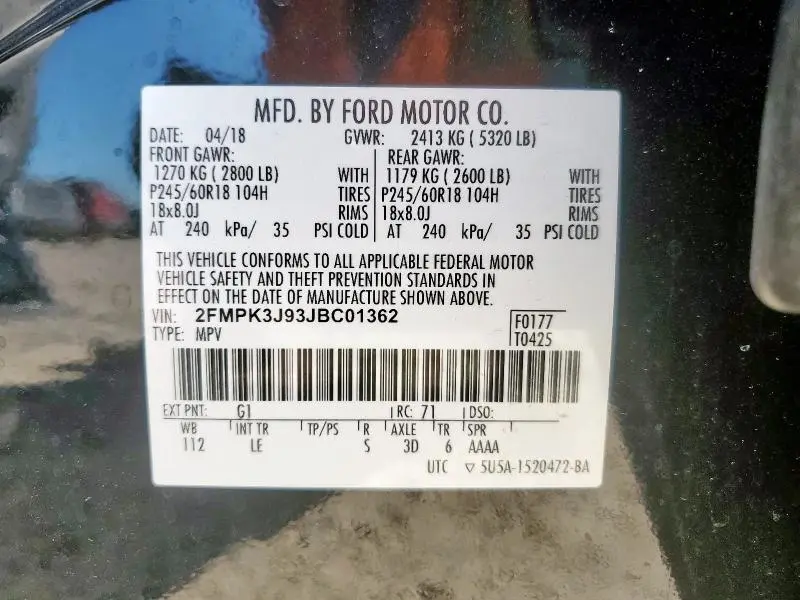 MFD. BY FORD MOTOR CO.
DATE: 04/18 GVWR: 2413 KG ( 5320 LB)
FRONT GAWR: REAR GAWR:
1270 KG ( 2800 LB) WITH 1179 KG ( 2600 LB) WITH
P245/60R18 104H TIRES P245/60R18 104H TIRES
18x8.0J RIMS 18x8.0J RIMS
AT 240 kPa/ 35 PSI COLD AT 240 kPa/ 35 PSI COLD
THIS VEHICLE CONFORMS TO ALL APPLICABLE FEDERAL MOTOR
VEHICLE SAFETY AND THEFT PREVENTION STANDARDS IN
EFFECT ON THE DATE OF MANUFACTURE SHOWN ABOVE.
VIN: 2FMPK3J93JBC01362 F0177
TYPE: MPV T0425
EXT PNT: G1 RC: 71 DSO:
WB INT TR TP/PS R AXLE TR SPR
112 LE S 3D 6 AAAA
UTC ▽ 5U5A-1520472-BA